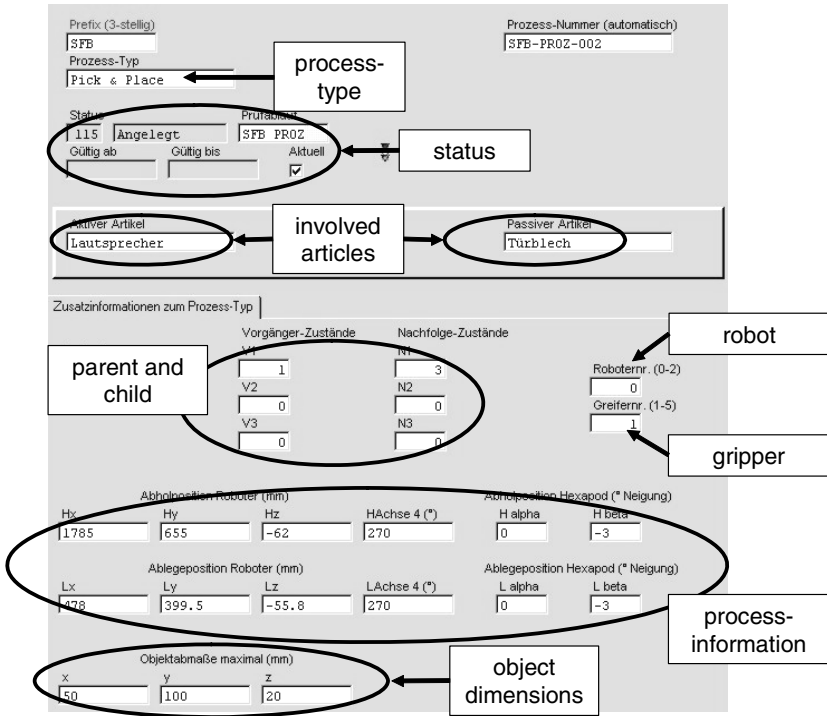 Prefix (3-stellig) Prozess-Nummer (automatisch)
SFB SFB-PROZ-002
Prozess-Typ
Pick & Place
process-
type
Status Prüfablauf
115 Angelegt SFB PROZ
status
Gültig ab Gültig bis Aktuell
Aktiver Artikel Passiver Artikel
Lautsprecher Türblech
involved
articles
Zusatzinformationen zum Prozess-Typ
Vorgänger-Zustände Nachfolge-Zustände
robot
V1 N1
1 3
parent and
child
Roboternr. (0-2)
0
V2 N2
0 0
Greifernr. (1-5)
1
V3 N3
0 0
gripper
Abholposition Roboter (mm) Abholposition Hexapod (° Neigung)
Hx Hy Hz HAchse 4 (°) H alpha H beta
1785 655 -62 270 0 -3
Ablegeposition Roboter (mm) Ablegeposition Hexapod (° Neigung)
Lx Ly Lz LAchse 4 (°) L alpha L beta
478 399.5 -55.8 270 0 -3
process-
information
Objektabmaße maximal (mm)
x y z
50 100 20
object
dimensions